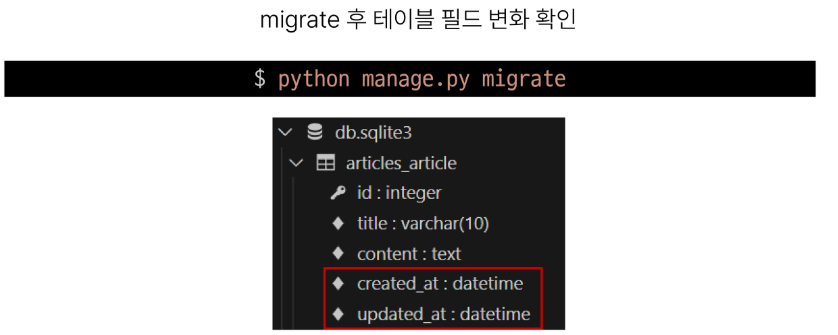 migrate 후 테이블 필드 변화 확인
$ python manage.py migrate
db.sqlite3
articles_article
id : integer
title : varchar(10)
content : text
created_at : datetime
updated_at : datetime